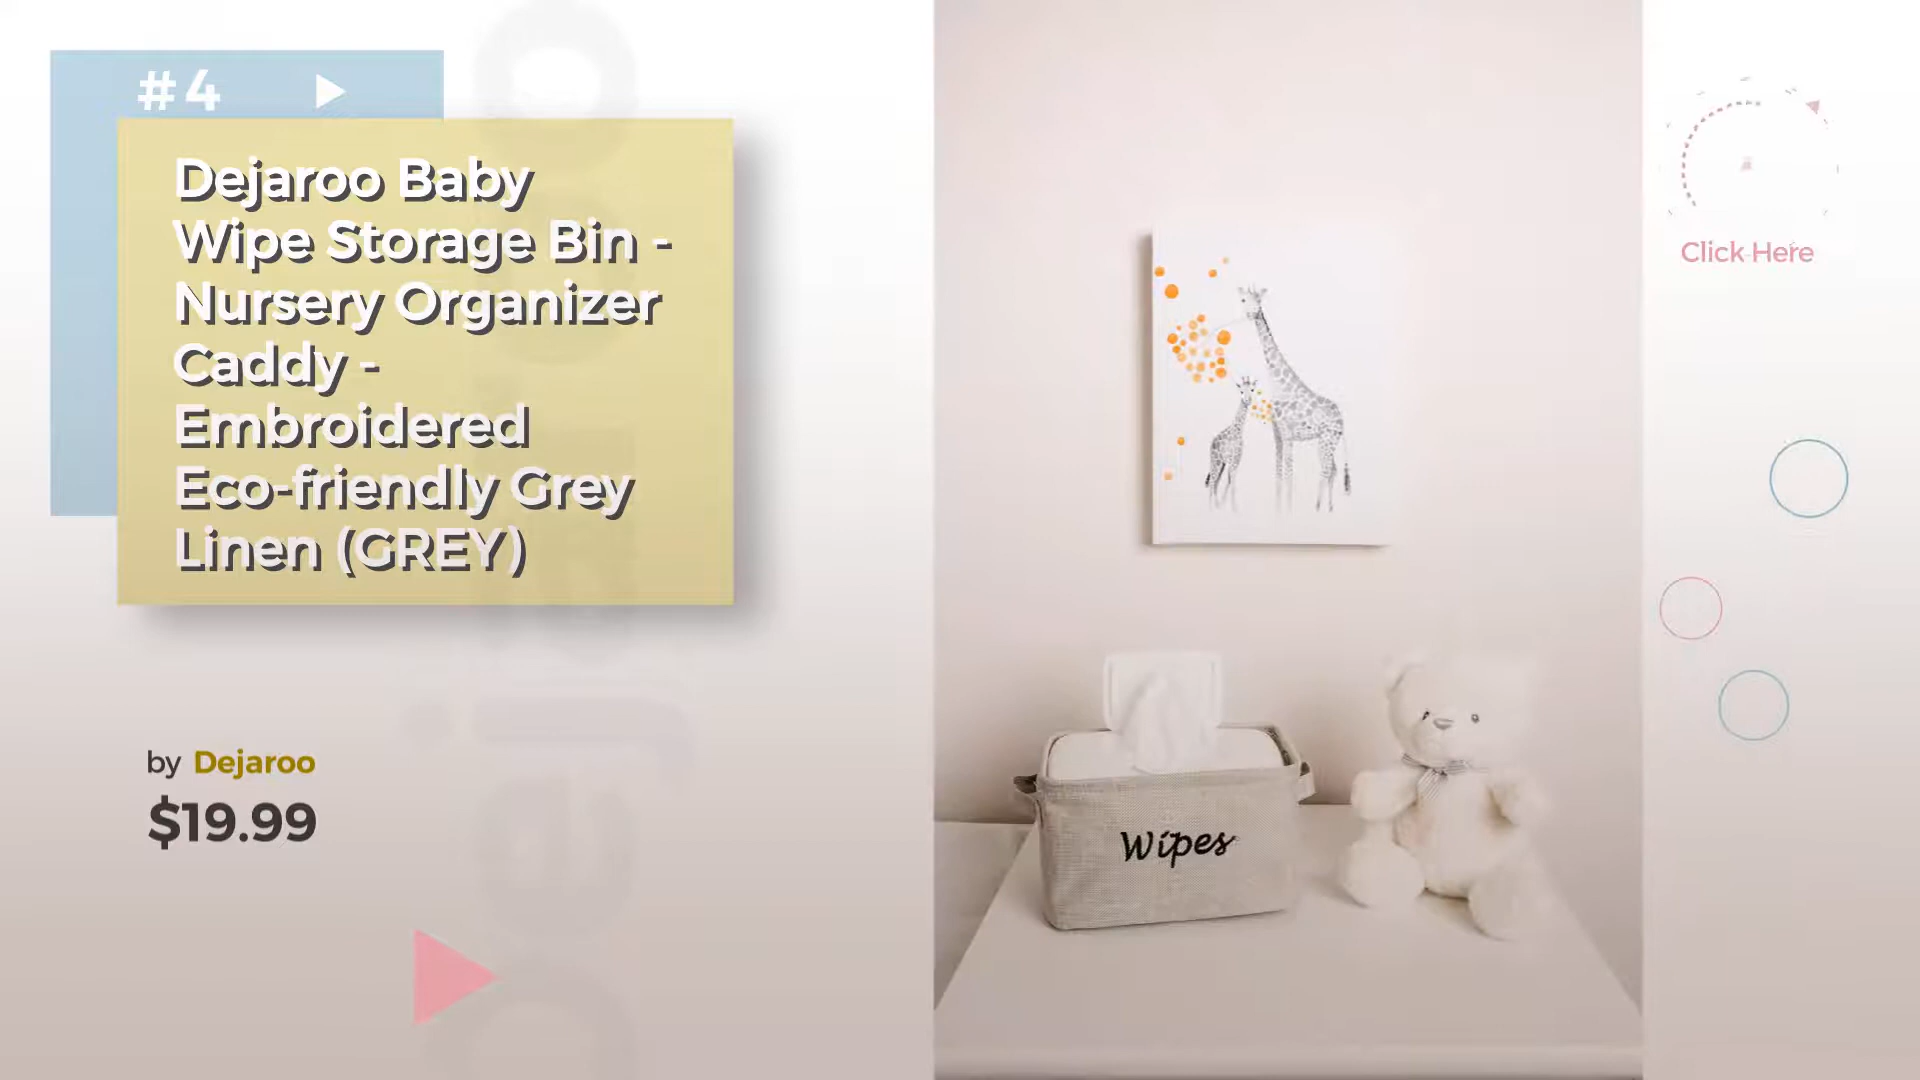 #4
Dejaroo Baby
Wipe Storage Bin -
Nursery Organizer
Caddy -
Embroidered
Eco-friendly Grey
Linen (GREY)
by Dejaroo
$19.99
Click Here
Wipes